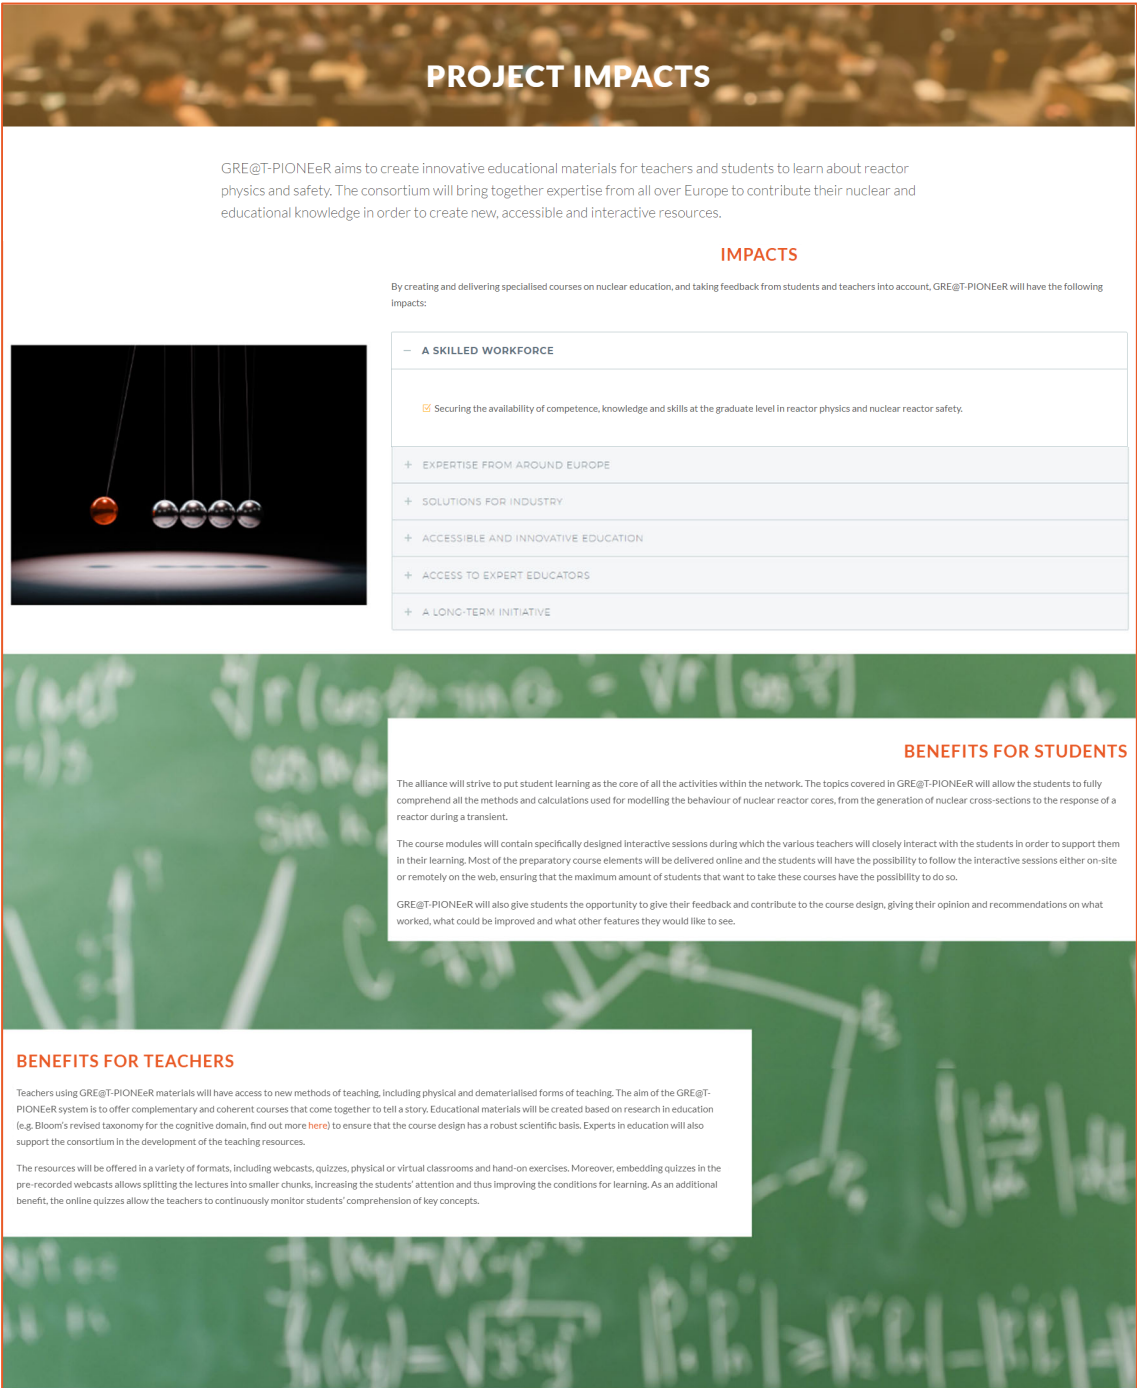 PROJECT IMPACTS
GRE@T-PIONEeR aims to create innovative educational materials for teachers and students to learn about reactor
physics and safety. The consortium will bring together expertise from all over Europe to contribute their nuclear and
educational knowledge in order to create new, accessible and interactive resources.
IMPACTS
By creating and delivering specialised courses on nuclear education, and taking feedback from students and teachers into account, GRE@T-PIONEeR will have the following
impacts:
A SKILLED WORKFORCE
Securing the availability of competence, knowledge and skills at the graduate level in reactor physics and nuclear reactor safety.
EXPERTISE FROM AROUND EUROPE
SOLUTIONS FOR INDUSTRY
ACCESSIBLE AND INNOVATIVE EDUCATION
ACCESS TO EXPERT EDUCATORS
A LONG-TERM INITIATIVE
BENEFITS FOR STUDENTS
The alliance will strive to put student learning as the core of all the activities within the network. The topics covered in GRE@T-PIONEeR will allow the students to fully
comprehend all the methods and calculations used for modelling the behaviour of nuclear reactor cores, from the generation of nuclear cross-sections to the response of a
reactor during a transient.
The course modules will contain specifically designed interactive sessions during which the various teachers will closely interact with the students in order to support them
in their learning. Most of the preparatory course elements will be delivered online and the students will have the possibility to follow the interactive sessions either on-site
or remotely on the web, ensuring that the maximum amount of students that want to take these courses have the possibility to do so.
GRE@T-PIONEeR will also give students the opportunity to give their feedback and contribute to the course design, giving their opinion and recommendations on what
worked, what could be improved and what other features they would like to see.
BENEFITS FOR TEACHERS
Teachers using GRE@T-PIONEeR materials will have access to new methods of teaching, including physical and dematerialised forms of teaching. The aim of the GRE@T-
PIONEeR system is to offer complementary and coherent courses that come together to tell a story. Educational materials will be created based on research in education
(e.g. Bloom's revised taxonomy for the cognitive domain, find out more here) to ensure that the course design has a robust scientific basis. Experts in education will also
support the consortium in the development of the teaching resources.
The resources will be offered in a variety of formats, including webcasts, quizzes, physical or virtual classrooms and hand-on exercises. Moreover, embedding quizzes in the
pre-recorded webcasts allows splitting the lectures into smaller chunks, increasing the students' attention and thus improving the conditions for learning. As an additional
benefit, the online quizzes allow the teachers to continuously monitor students' comprehension of key concepts.